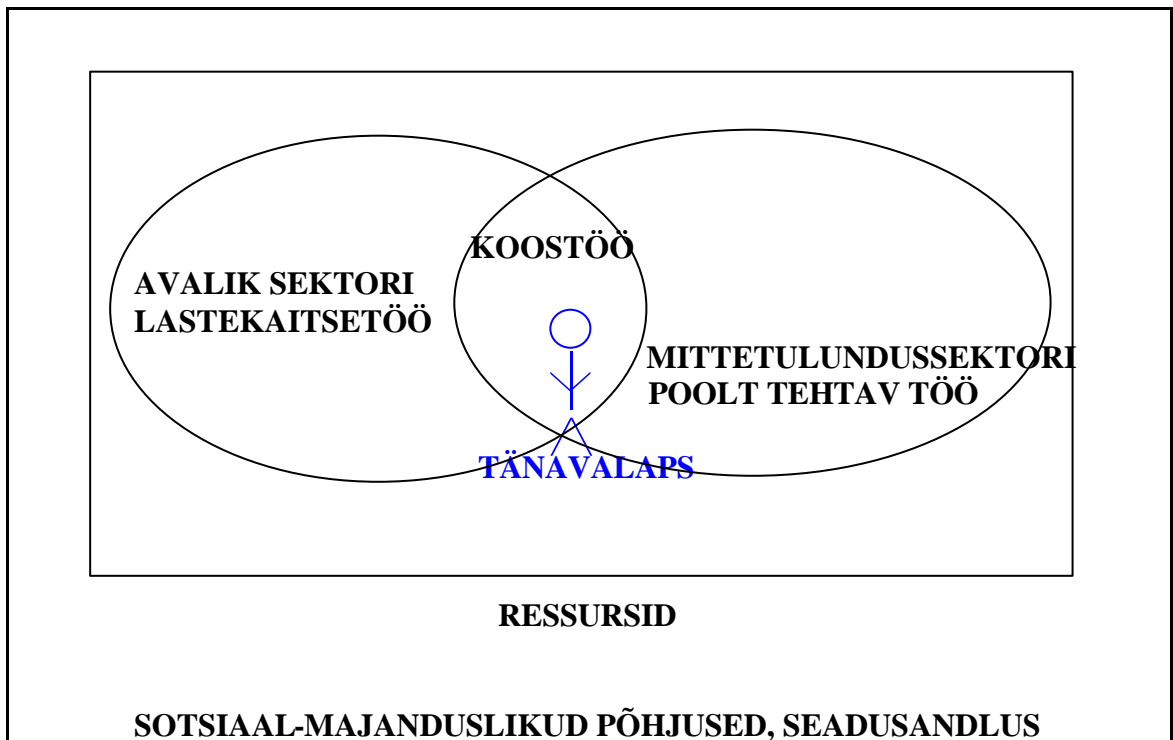 KOOSTÖÖ
AVALIK SEKTORI
LASTEKAITSETÖÖ
MITTETULUNDUSSEKTORI
POOLT TEHTAV TÖÖ
TÄNAVALAPS
RESSURSID
SOTSIAAL-MAJANDUSLIKUD PÕHJUSED, SEADUSANDLUS